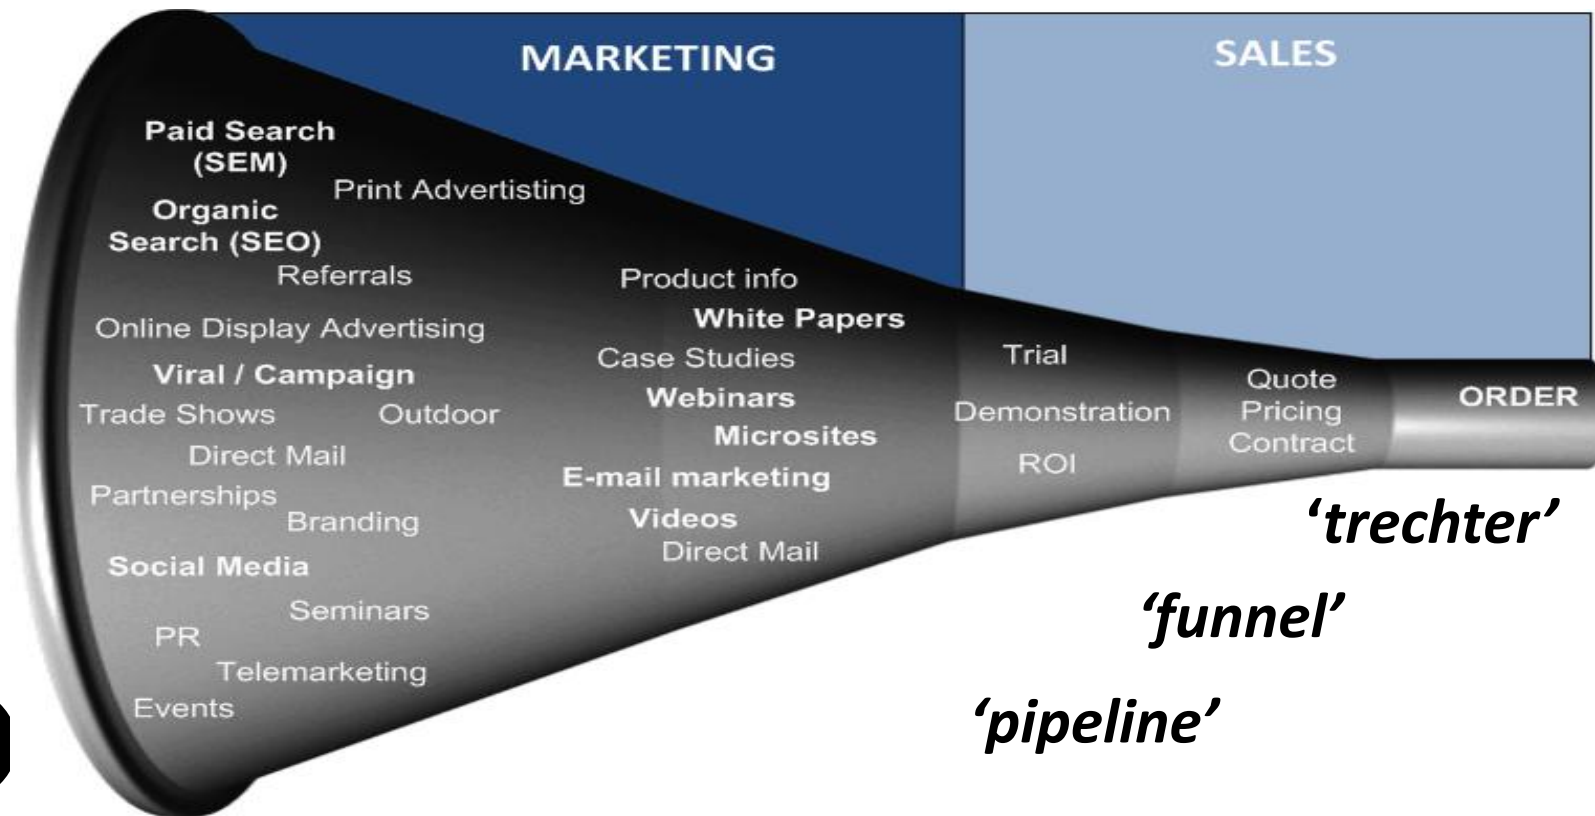 MARKETING
SALES
Paid Search
(SEM)
Print Advertisting
Organic
Search (SEO)
Referrals
Online Display Advertising
Viral / Campaign
Trade Shows
Outdoor
Direct Mail
Partnerships
Branding
Social Media
Seminars
PR
Telemarketing
Events
Product info
White Papers
Case Studies
Webinars
Microsites
E-mail marketing
Videos
Direct Mail
Trial
Demonstration
ROI
Quote
Pricing
Contract
ORDER
‘trechter’
‘funnel’
‘pipeline’